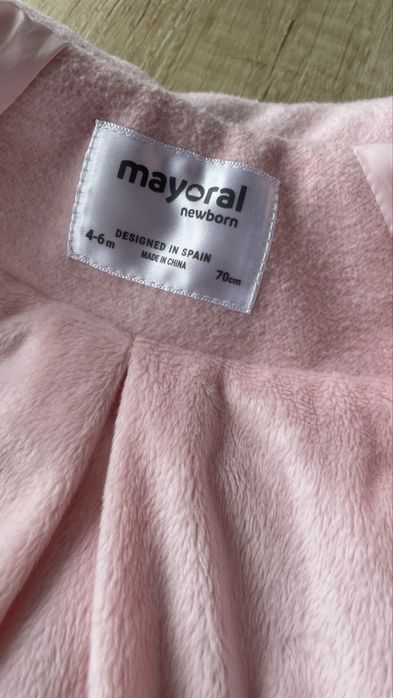 mayoral
newborn
4-6m
DESIGNED IN SPAIN
MADE IN CHINA
70cm